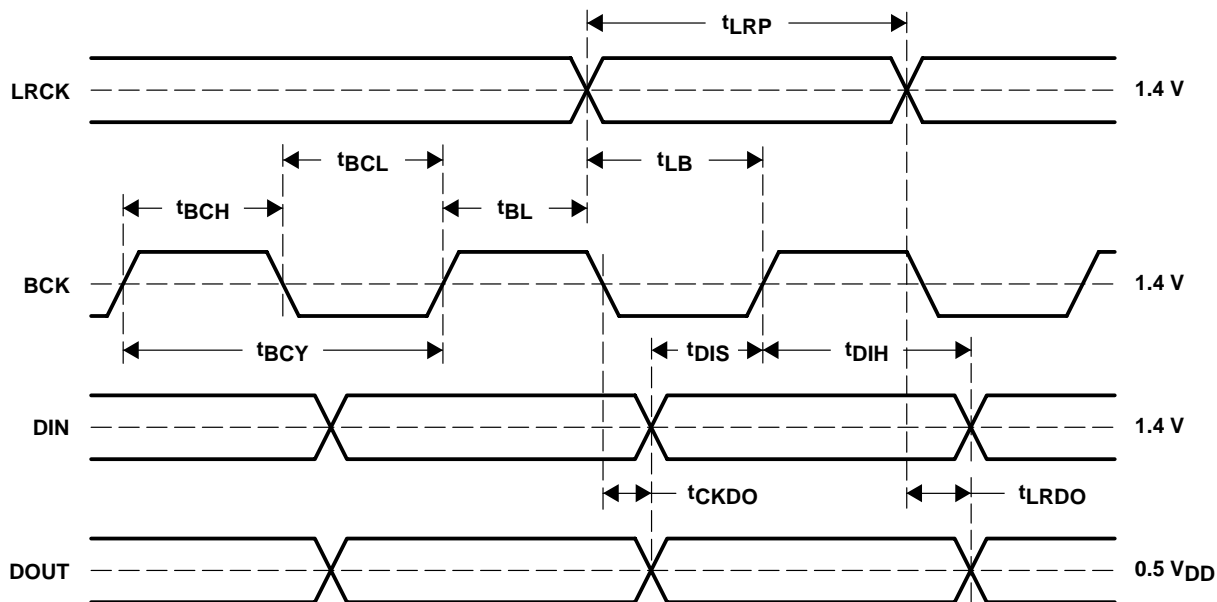 tLRP
LRCK
1.4 V
tBCL
tLB
tBCH
tBL
BCK
1.4 V
tBCY
tDIS
tDIH
DIN
1.4 V
tCKDO
tLRDO
DOUT
0.5 VDD